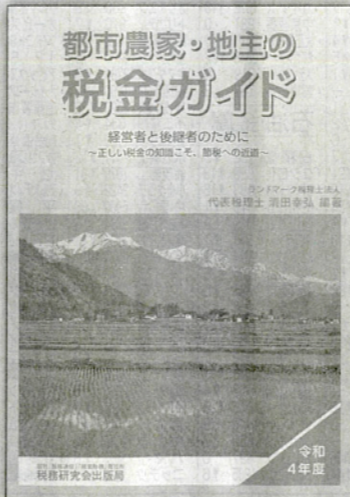 都市農家・地主の
税金ガイド
経営者と後継者のために
～正しい税金の知識こそ、節税への近道～
ランドマーク税理士法人
代表税理士 清田幸弘 編著
令和
4年度
税務研究会出版局